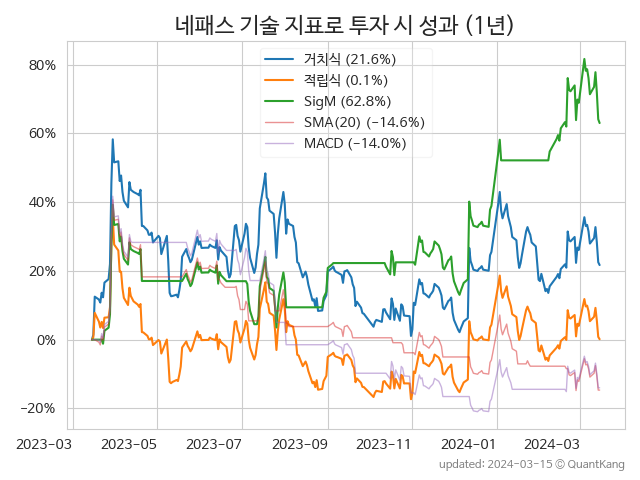 네패스 기술 지표로 투자 시 성과 (1년)
거치식 (21.6%)
적립식 (0.1%)
SigM (62.8%)
SMA(20) (−14.6%)
MACD (−14.0%)
80%
60%
40%
20%
0%
−20%
2023−03 2023−05 2023−07 2023−09 2023−11 2024−01 2024−03
updated: 2024−03−15 ⓒ QuantKang